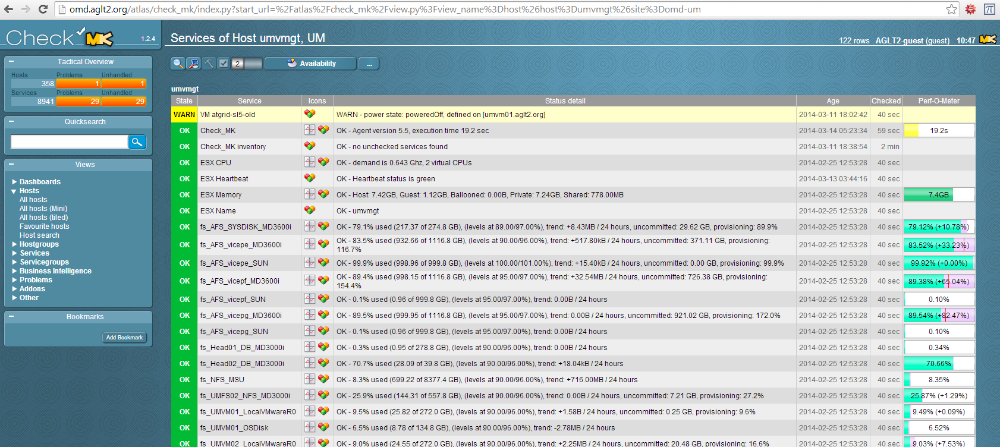 omd.aglt2.org/atlas/check_mk/index.py?start_url=%2Fatlas%2Fcheck_mk%2Fview.py%3Fview_name%3Dhost%26host%3Dumvmgt%26site%3Domd-um
Check MK 1.2.4
Services of Host umvmgt, UM
122 rows AGLT2-guest (guest) 10:47 MK
Tactical Overview
Hosts Problems Unhandled
358 1 1
Services Problems Unhandled
8941 29 29
Quicksearch
Views
Dashboards
Hosts
All hosts
All hosts (Mini)
All hosts (tiled)
Favourite hosts
Host search
Hostgroups
Services
Servicegroups
Business Intelligence
Problems
Addons
Other
Bookmarks
Add Bookmark
2 Availability ...
umvmgt
State Service Icons Status detail Age Checked Perf-O-Meter
WARN VM atgrid-sl5-old WARN - power state: poweredOff, defined on [umvm01.aglt2.org] 2014-03-11 18:02:42 40 sec
OK Check_MK OK - Agent version 5.5, execution time 19.2 sec 2014-03-14 05:23:34 59 sec 19.2s
OK Check_MK inventory OK - no unchecked services found 2014-03-11 18:38:54 2 min
OK ESX CPU OK - demand is 0.643 Ghz, 2 virtual CPUs 2014-02-25 12:53:28 40 sec
OK ESX Heartbeat OK - Heartbeat status is green 2014-03-13 03:44:16 40 sec
OK ESX Memory OK - Host: 7.42GB, Guest: 1.12GB, Ballooned: 0.00B, Private: 7.24GB, Shared: 778.00MB 2014-02-25 12:53:28 40 sec 7.4GB
OK ESX Name OK - umvmgt 2014-02-25 12:53:28 40 sec
OK fs_AFS_SYSDISK_MD3600i OK - 79.1% used (217.37 of 274.8 GB), (levels at 89.00/97.00%), trend: +8.43MB / 24 hours, uncommitted: 29.62 GB, provisioning: 89.9% 2014-02-25 12:53:28 40 sec 79.12% (+10.78%)
OK fs_AFS_vicepe_MD3600i OK - 83.5% used (932.66 of 1116.8 GB), (levels at 90.00/96.00%), trend: +517.80kB / 24 hours, uncommitted: 371.11 GB, provisioning: 116.7% 2014-02-25 12:53:28 40 sec 83.52% (+33.23%)
OK fs_AFS_vicepe_SUN OK - 99.9% used (998.96 of 999.8 GB), (levels at 100.00/101.00%), trend: +15.40kB / 24 hours, uncommitted: 0.00 GB, provisioning: 99.9% 2014-02-25 12:53:28 40 sec 99.92% (+0.00%)
OK fs_AFS_vicepf_MD3600i OK - 89.4% used (998.15 of 1116.8 GB), (levels at 95.00/97.00%), trend: +32.54MB / 24 hours, uncommitted: 726.38 GB, provisioning: 154.4% 2014-02-25 12:53:28 40 sec 89.38% (+65.04%)
OK fs_AFS_vicepf_SUN OK - 0.1% used (0.96 of 999.8 GB), (levels at 95.00/97.00%), trend: 0.00B / 24 hours 2014-02-25 12:53:28 40 sec 0.10%
OK fs_AFS_vicepg_MD3600i OK - 89.5% used (999.95 of 1116.8 GB), (levels at 95.00/97.00%), trend: 0.00B / 24 hours, uncommitted: 921.02 GB, provisioning: 172.0% 2014-02-25 12:53:28 40 sec 89.54% (+82.47%)
OK fs_AFS_vicepg_SUN OK - 0.1% used (0.96 of 999.8 GB), (levels at 95.00/97.00%), trend: 0.00B / 24 hours 2014-02-25 12:53:28 40 sec 0.10%
OK fs_Head01_DB_MD3000i OK - 0.3% used (0.95 of 278.8 GB), (levels at 90.00/96.00%), trend: 0.00B / 24 hours 2014-02-25 12:53:28 40 sec 0.34%
OK fs_Head02_DB_MD3000i OK - 70.7% used (28.09 of 39.8 GB), (levels at 90.00/96.00%), trend: +18.04kB / 24 hours 2014-02-25 12:53:28 40 sec 70.66%
OK fs_NFS_MSU OK - 8.3% used (699.22 of 8377.4 GB), (levels at 90.00/96.00%), trend: +716.00MB / 24 hours 2014-02-25 12:53:28 40 sec 8.35%
OK fs_UMFS02_NFS_MD3000i OK - 25.9% used (144.31 of 557.8 GB), (levels at 90.00/96.00%), trend: 0.00B / 24 hours, uncommitted: 7.21 GB, provisioning: 27.2% 2014-02-25 12:53:28 40 sec 25.87% (+1.29%)
OK fs_UMVM01_LocalVMwareR0 OK - 9.5% used (25.82 of 272.0 GB), (levels at 90.00/96.00%), trend: +1.58B / 24 hours, uncommitted: 0.25 GB, provisioning: 9.6% 2014-02-25 12:53:28 40 sec 9.49% (+0.09%)
OK fs_UMVM01_OSDisk OK - 6.5% used (8.78 of 134.8 GB), (levels at 90.00/96.00%), trend: -2.78MB / 24 hours 2014-02-25 12:53:28 40 sec 6.52%
OK fs_UMVM02_LocalVMwareR0 OK - 9.0% used (24.55 of 272.0 GB), (levels at 90.00/96.00%), trend: +2.25MB / 24 hours, uncommitted: 20.48 GB, provisioning: 16.6% 2014-02-25 12:53:28 40 sec 9.03% (+7.53%)